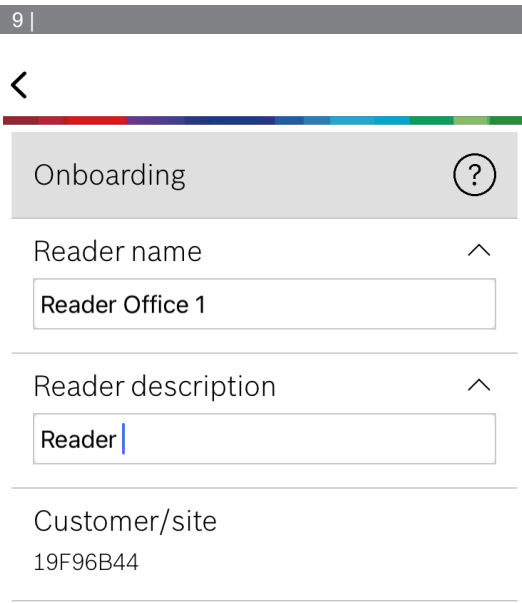 9 |
Onboarding ?
Reader name
Reader Office 1
Reader description
Reader
Customer/site
19F96B44